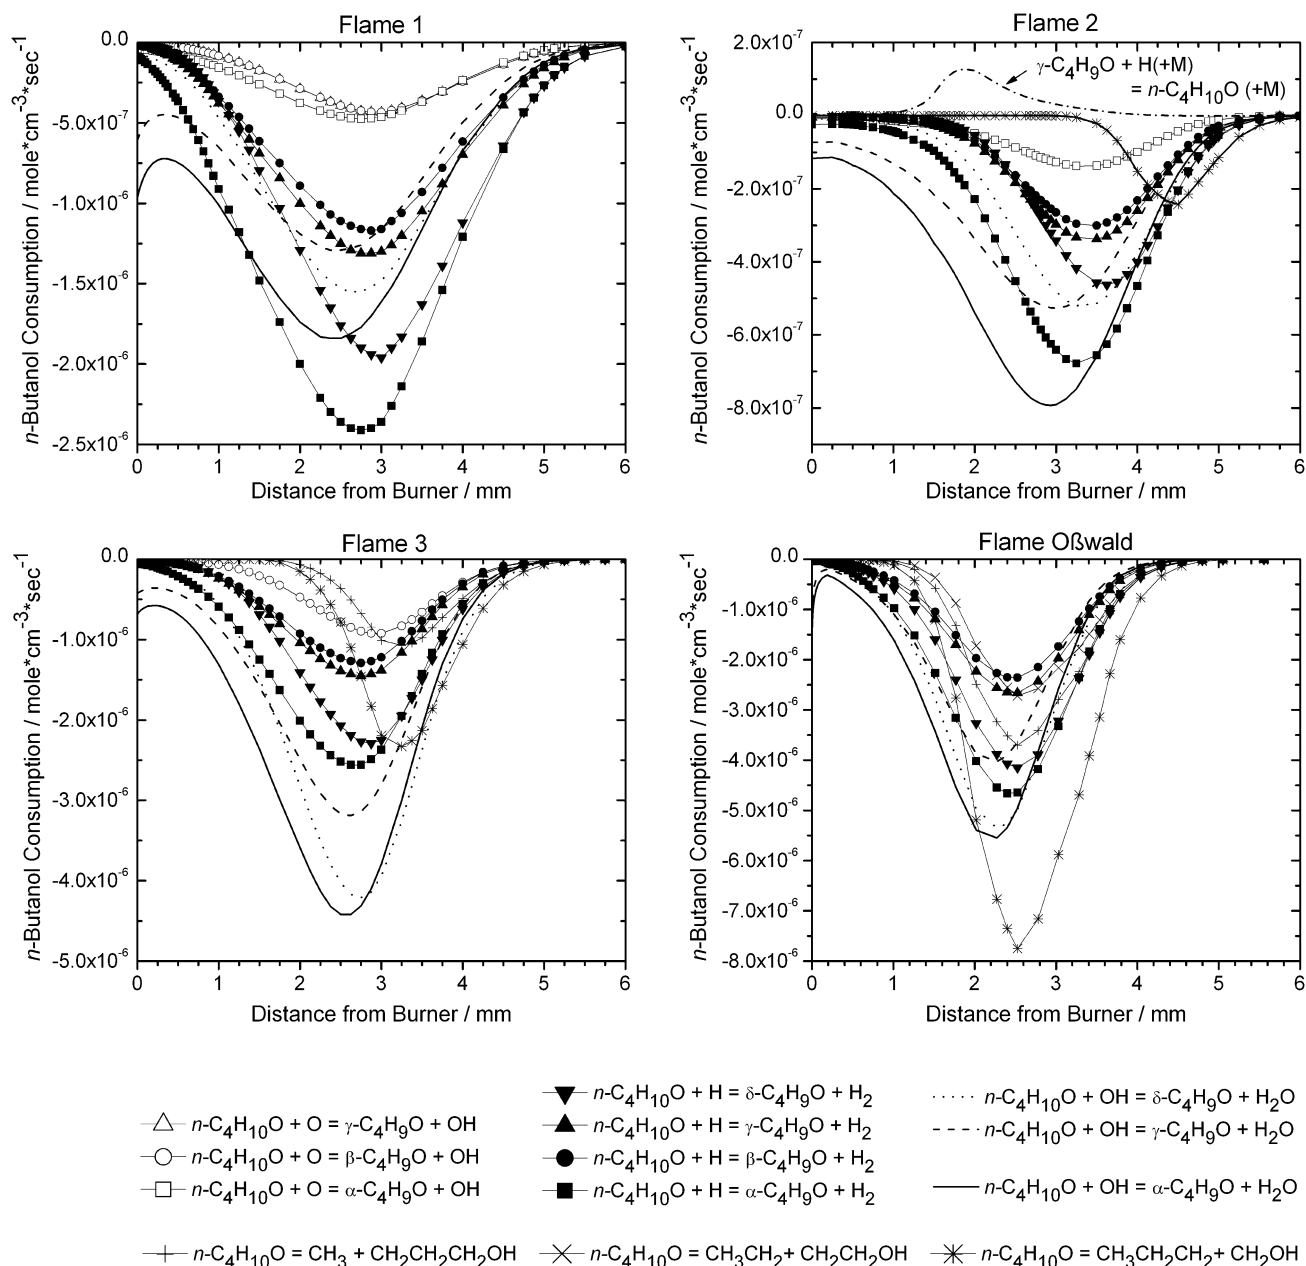 Flame 1
n-Butanol Consumption / mole*cm⁻³*sec⁻¹
0.0
-5.0x10⁻⁷
-1.0x10⁻⁶
-1.5x10⁻⁶
-2.0x10⁻⁶
-2.5x10⁻⁶
0 1 2 3 4 5 6
Distance from Burner / mm
Flame 2
n-Butanol Consumption / mole*cm⁻³*sec⁻¹
2.0x10⁻⁷
0.0
-2.0x10⁻⁷
-4.0x10⁻⁷
-6.0x10⁻⁷
-8.0x10⁻⁷
γ-C₄H₉O + H(+M)
= n-C₄H₁₀O (+M)
0 1 2 3 4 5 6
Distance from Burner / mm
Flame 3
n-Butanol Consumption / mole*cm⁻³*sec⁻¹
0.0
-1.0x10⁻⁶
-2.0x10⁻⁶
-3.0x10⁻⁶
-4.0x10⁻⁶
-5.0x10⁻⁶
0 1 2 3 4 5 6
Distance from Burner / mm
Flame Oßwald
n-Butanol Consumption / mole*cm⁻³*sec⁻¹
0.0
-1.0x10⁻⁶
-2.0x10⁻⁶
-3.0x10⁻⁶
-4.0x10⁻⁶
-5.0x10⁻⁶
-6.0x10⁻⁶
-7.0x10⁻⁶
-8.0x10⁻⁶
0 1 2 3 4 5 6
Distance from Burner / mm
n-C₄H₁₀O + O = γ-C₄H₉O + OH
n-C₄H₁₀O + O = β-C₄H₉O + OH
n-C₄H₁₀O + O = α-C₄H₉O + OH
n-C₄H₁₀O + H = δ-C₄H₉O + H₂
n-C₄H₁₀O + H = γ-C₄H₉O + H₂
n-C₄H₁₀O + H = β-C₄H₉O + H₂
n-C₄H₁₀O + H = α-C₄H₉O + H₂
n-C₄H₁₀O + OH = δ-C₄H₉O + H₂O
n-C₄H₁₀O + OH = γ-C₄H₉O + H₂O
n-C₄H₁₀O + OH = α-C₄H₉O + H₂O
n-C₄H₁₀O = CH₃ + CH₂CH₂CH₂OH
n-C₄H₁₀O = CH₃CH₂+ CH₂CH₂OH
n-C₄H₁₀O = CH₃CH₂CH₂+ CH₂OH